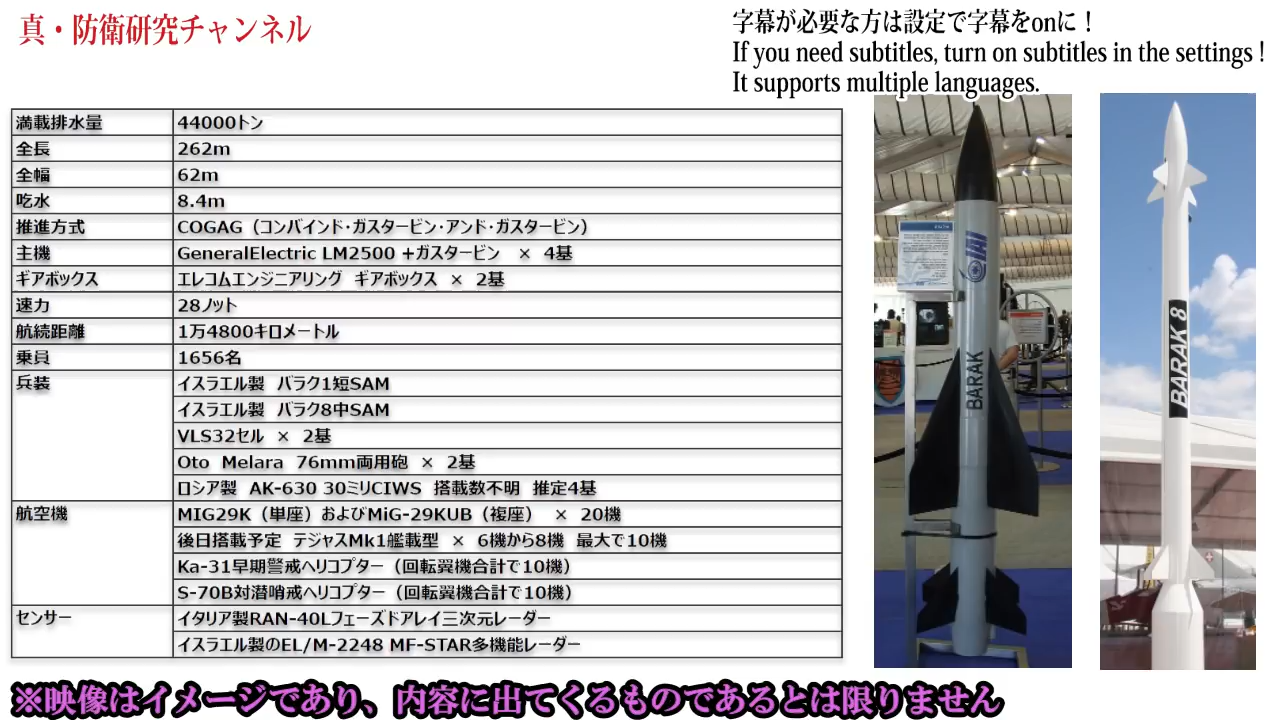 真・防衛研究チャンネル
字幕が必要な方は設定で字幕をonに！
If you need subtitles, turn on subtitles in the settings !
It supports multiple languages.
満載排水量 44000トン
全長 262m
全幅 62m
吃水 8.4m
推進方式 COGAG（コンバインド･ガスタービン･アンド･ガスタービン）
主機 GeneralElectric LM2500 +ガスタービン × 4基
ギアボックス エレコムエンジニアリング ギアボックス × 2基
速力 28ノット
航続距離 1万4800キロメートル
乗員 1656名
兵装 イスラエル製 バラク1短SAM
イスラエル製 バラク8中SAM
VLS32セル × 2基
Oto Melara 76mm両用砲 × 2基
ロシア製 AK-630 30ミリCIWS 搭載数不明 推定4基
航空機 MIG29K（単座）およびMiG-29KUB（複座） × 20機
後日搭載予定 テジャスMk1艦載型 × 6機から8機 最大で10機
Ka-31早期警戒ヘリコプター（回転翼機合計で10機）
S-70B対潜哨戒ヘリコプター（回転翼機合計で10機）
センサー イタリア製RAN-40Lフェーズドアレイ三次元レーダー
イスラエル製のEL/M-2248 MF-STAR多機能レーダー
IAI
BARAK
BARAK 8
※映像はイメージであり、内容に出てくるものであるとは限りません